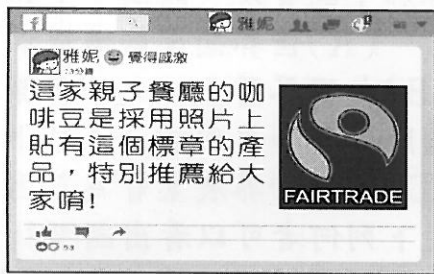 f
雅妮
雅妮 覺得感激
這家親子餐廳的咖
啡豆是採用照片上
貼有這個標章的產
品，特別推薦給大
家唷！
FAIRTRADE
53